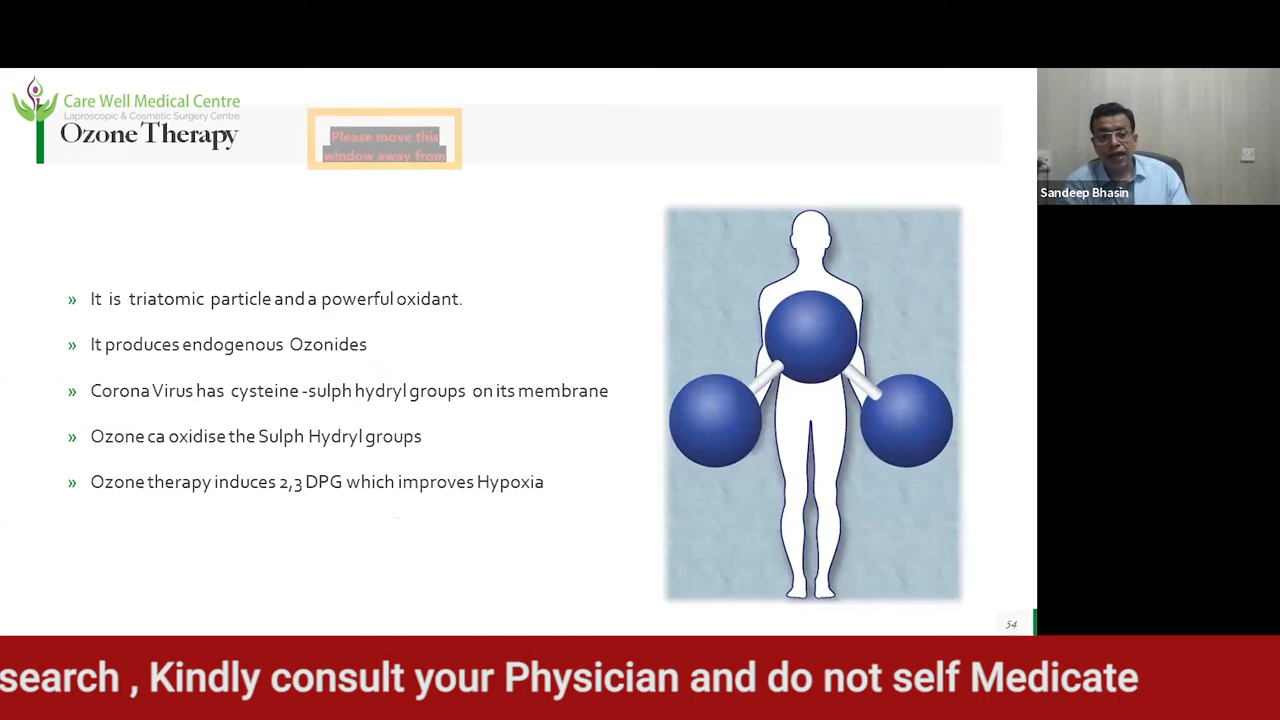 Care Well Medical Centre
Laproscopic & Cosmetic Surgery Centre
Ozone Therapy
Please move this
window away from
Sandeep Bhasin
» It is triatomic particle and a powerful oxidant.
» It produces endogenous Ozonides
» Corona Virus has cysteine -sulph hydryl groups on its membrane
» Ozone ca oxidise the Sulph Hydryl groups
» Ozone therapy induces 2,3 DPG which improves Hypoxia
54
search , Kindly consult your Physician and do not self Medicate